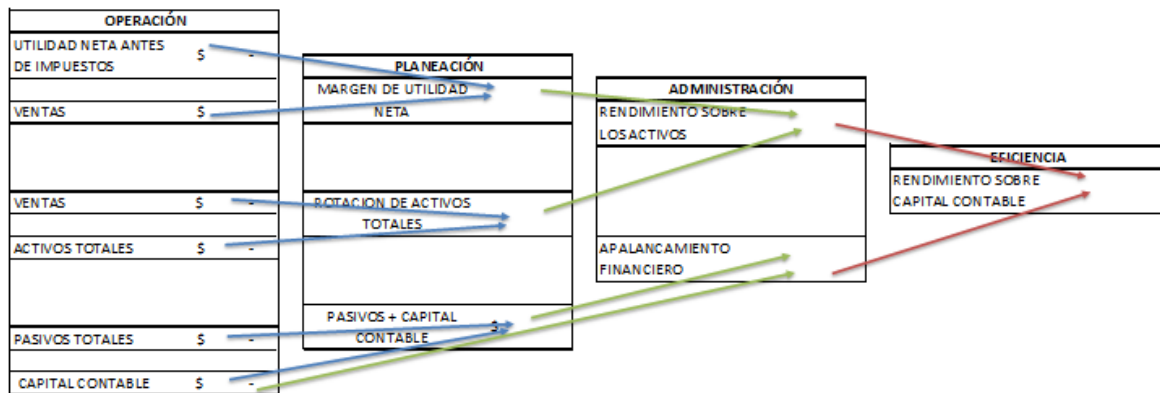 OPERACIÓN
UTILIDAD NETA ANTES
DE IMPUESTOS $ -
VENTAS $ -
VENTAS $ -
ACTIVOS TOTALES $ -
PASIVOS TOTALES $ -
CAPITAL CONTABLE $ -
PLANEACIÓN
MARGEN DE UTILIDAD
NETA
ROTACION DE ACTIVOS
TOTALES
PASIVOS + CAPITAL
CONTABLE $ -
ADMINISTRACIÓN
RENDIMIENTO SOBRE
LOS ACTIVOS
APALANCAMIENTO
FINANCIERO
EFICIENCIA
RENDIMIENTO SOBRE
CAPITAL CONTABLE